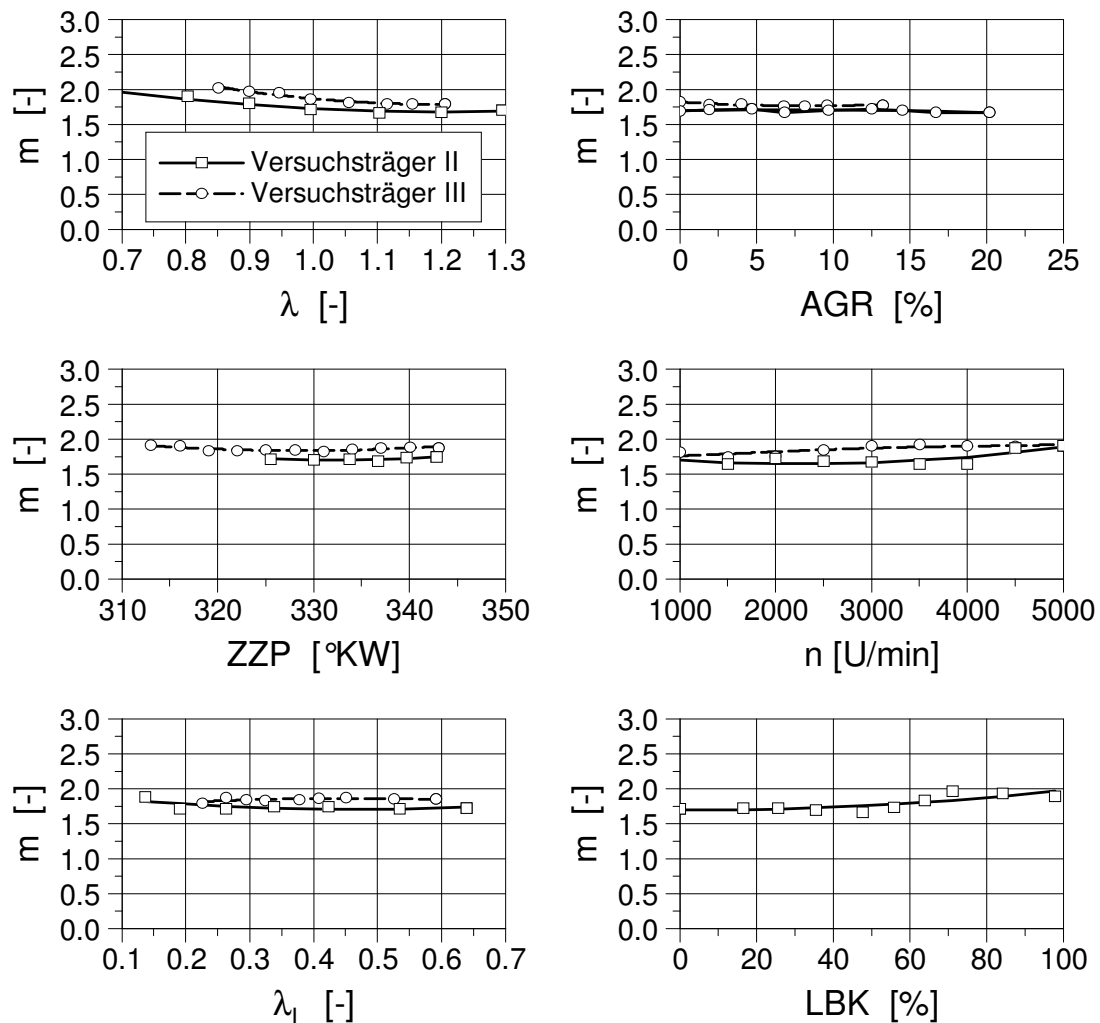 3.0
2.5
2.0
1.5
1.0
0.5
0.0
m [-]
Versuchsträger II
Versuchsträger III
0.7 0.8 0.9 1.0 1.1 1.2 1.3
λ [-]
3.0
2.5
2.0
1.5
1.0
0.5
0.0
m [-]
0 5 10 15 20 25
AGR [%]
3.0
2.5
2.0
1.5
1.0
0.5
0.0
m [-]
310 320 330 340 350
ZZP [°KW]
3.0
2.5
2.0
1.5
1.0
0.5
0.0
m [-]
1000 2000 3000 4000 5000
n [U/min]
3.0
2.5
2.0
1.5
1.0
0.5
0.0
m [-]
0.1 0.2 0.3 0.4 0.5 0.6 0.7
λl [-]
3.0
2.5
2.0
1.5
1.0
0.5
0.0
m [-]
0 20 40 60 80 100
LBK [%]